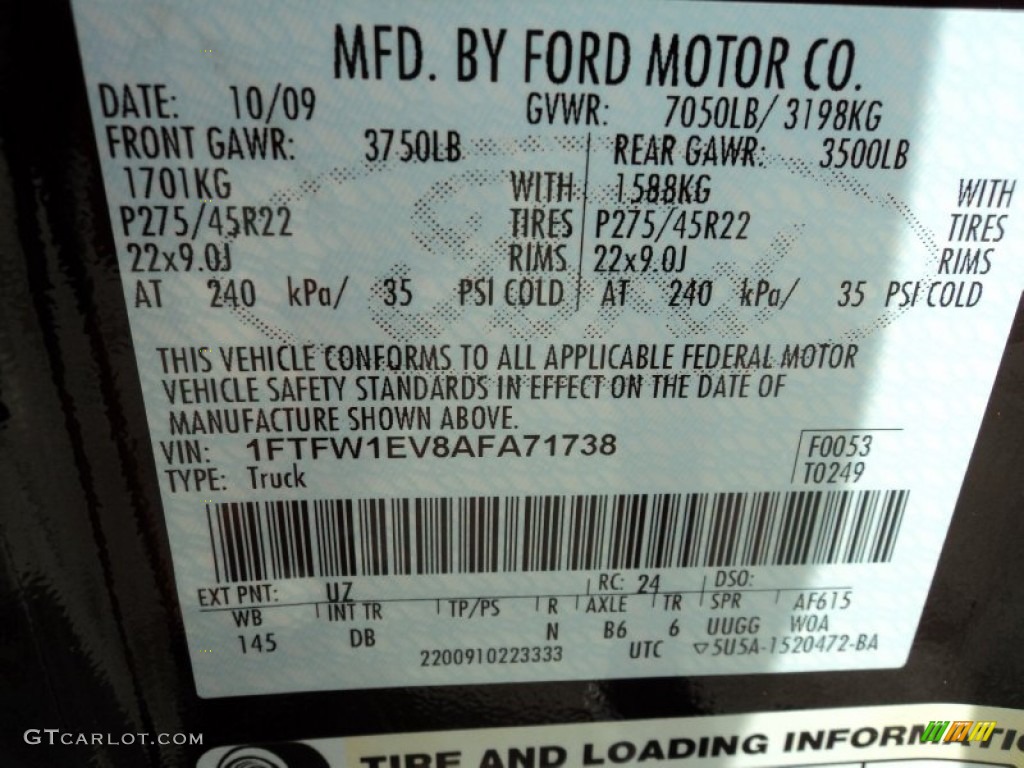 MFD. BY FORD MOTOR CO.
DATE: 10/09 GVWR: 7050LB/ 3198KG
FRONT GAWR: 3750LB REAR GAWR: 3500LB
1701KG WITH 1588KG WITH
P275/45R22 TIRES P275/45R22 TIRES
22x9.0J RIMS 22x9.0J RIMS
AT 240 kPa/ 35 PSI COLD AT 240 kPa/ 35 PSI COLD
THIS VEHICLE CONFORMS TO ALL APPLICABLE FEDERAL MOTOR
VEHICLE SAFETY STANDARDS IN EFFECT ON THE DATE OF
MANUFACTURE SHOWN ABOVE.
VIN: 1FTFW1EV8AFA71738 F0053
TYPE: Truck T0249
EXT PNT: UZ RC: 24 DSO:
WB INT TR TP/PS R AXLE TR SPR AF615
145 DB N B6 6 UUGG WOA
2200910223333 UTC ▽5U5A-1520472-BA
GTCARLOT.COM
TIRE AND LOADING INFORMATIO